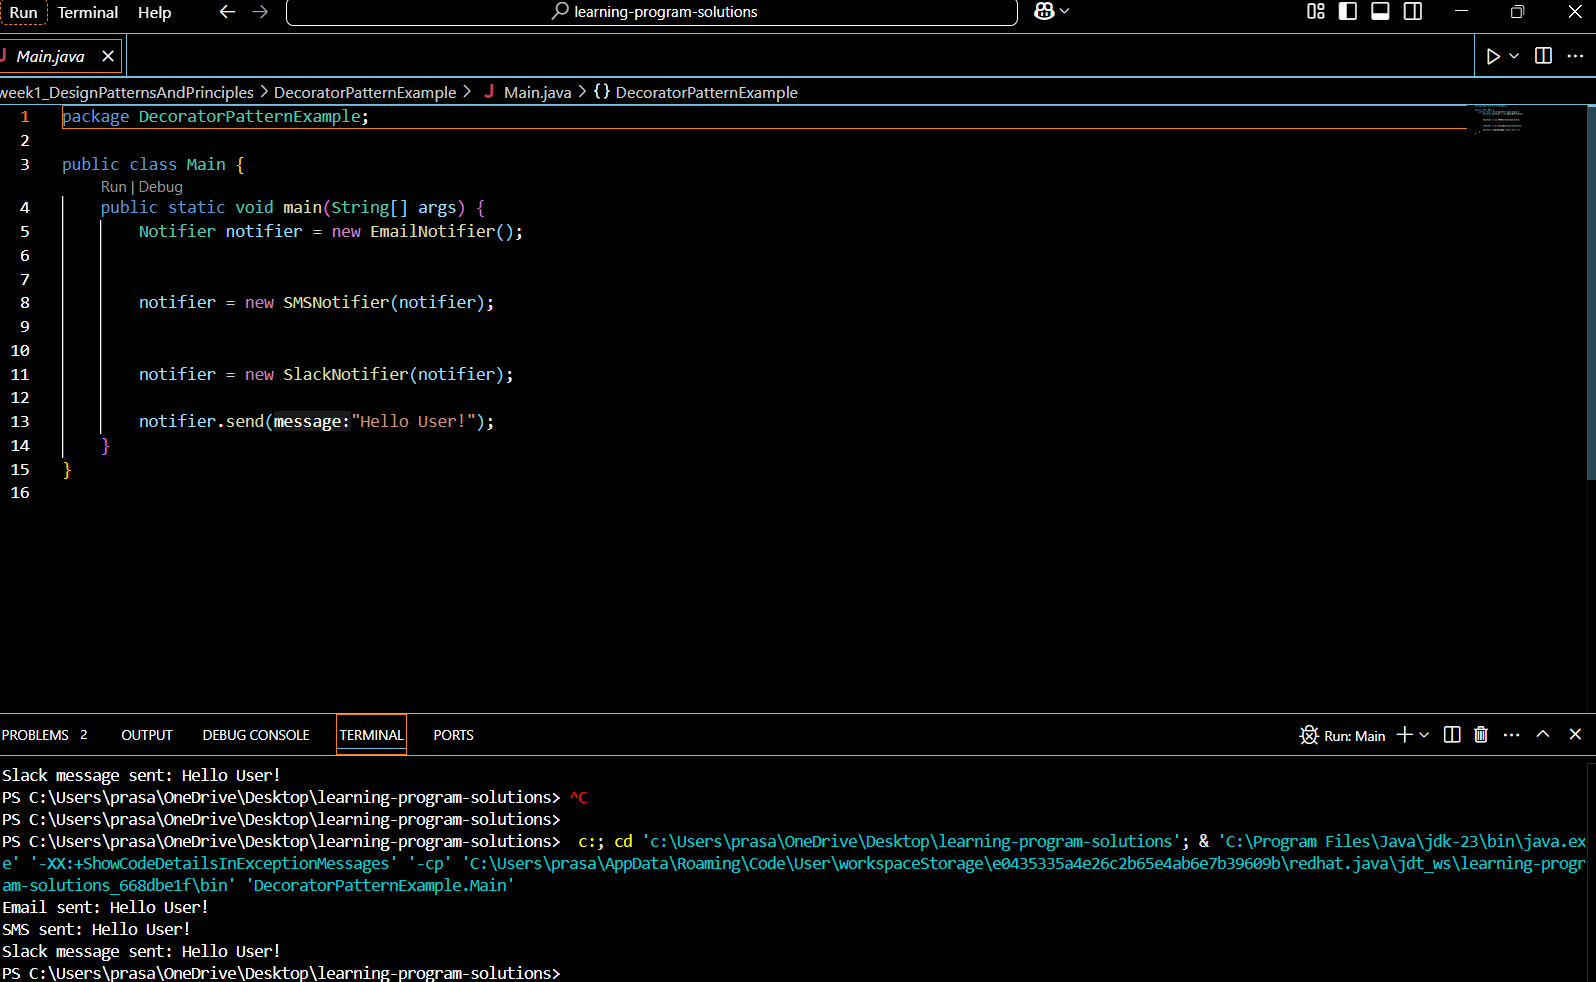 Run Terminal Help learning-program-solutions
Main.java
week1_DesignPatternsAndPrinciples > DecoratorPatternExample > J Main.java > {} DecoratorPatternExample
1 package DecoratorPatternExample;
2
3 public class Main {
Run | Debug
4 public static void main(String[] args) {
5 Notifier notifier = new EmailNotifier();
6
7
8 notifier = new SMSNotifier(notifier);
9
10
11 notifier = new SlackNotifier(notifier);
12
13 notifier.send(message:"Hello User!");
14 }
15 }
16
PROBLEMS 2 OUTPUT DEBUG CONSOLE TERMINAL PORTS Run: Main
Slack message sent: Hello User!
PS C:\Users\prasa\OneDrive\Desktop\learning-program-solutions> ^C
PS C:\Users\prasa\OneDrive\Desktop\learning-program-solutions>
PS C:\Users\prasa\OneDrive\Desktop\learning-program-solutions>  c:; cd 'c:\Users\prasa\OneDrive\Desktop\learning-program-solutions'; & 'C:\Program Files\Java\jdk-23\bin\java.ex
e' '-XX:+ShowCodeDetailsInExceptionMessages' '-cp' 'C:\Users\prasa\AppData\Roaming\Code\User\workspaceStorage\e0435335a4e26c2b65e4ab6e7b39609b\redhat.java\jdt_ws\learning-progr
am-solutions_668dbe1f\bin' 'DecoratorPatternExample.Main'
Email sent: Hello User!
SMS sent: Hello User!
Slack message sent: Hello User!
PS C:\Users\prasa\OneDrive\Desktop\learning-program-solutions>